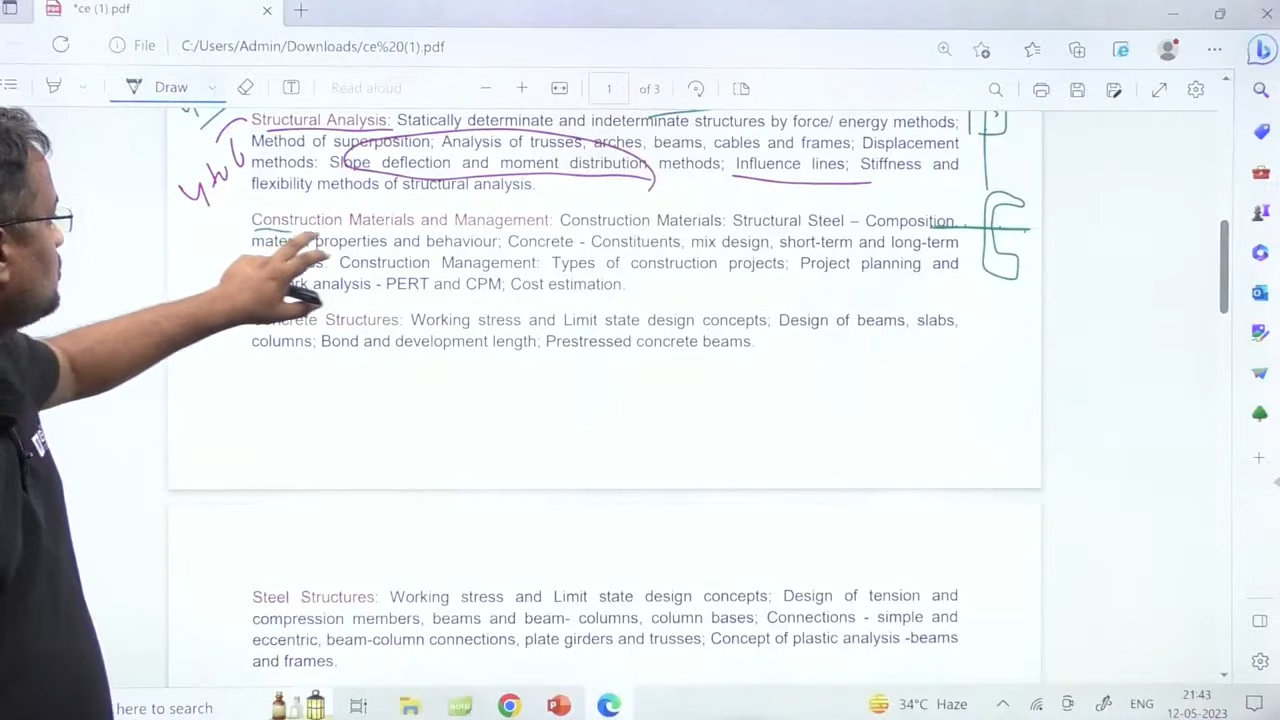 *ce (1).pdf
File C:/Users/Admin/Downloads/ce%20(1).pdf
Draw Read aloud 1 of 3
Structural Analysis: Statically determinate and indeterminate structures by force/ energy methods;
Method of superposition; Analysis of trusses, arches, beams, cables and frames; Displacement
methods: Slope deflection and moment distribution methods; Influence lines; Stiffness and
flexibility methods of structural analysis.
Construction Materials and Management: Construction Materials: Structural Steel – Composition,
properties and behaviour; Concrete - Constituents, mix design, short-term and long-term
Construction Management: Types of construction projects; Project planning and
analysis - PERT and CPM; Cost estimation.
Concrete Structures: Working stress and Limit state design concepts; Design of beams, slabs,
columns; Bond and development length; Prestressed concrete beams.
Steel Structures: Working stress and Limit state design concepts; Design of tension and
compression members, beams and beam- columns, column bases; Connections - simple and
eccentric, beam-column connections, plate girders and trusses; Concept of plastic analysis -beams
and frames.
here to search
34°C Haze ENG 21:43
12-05-2023